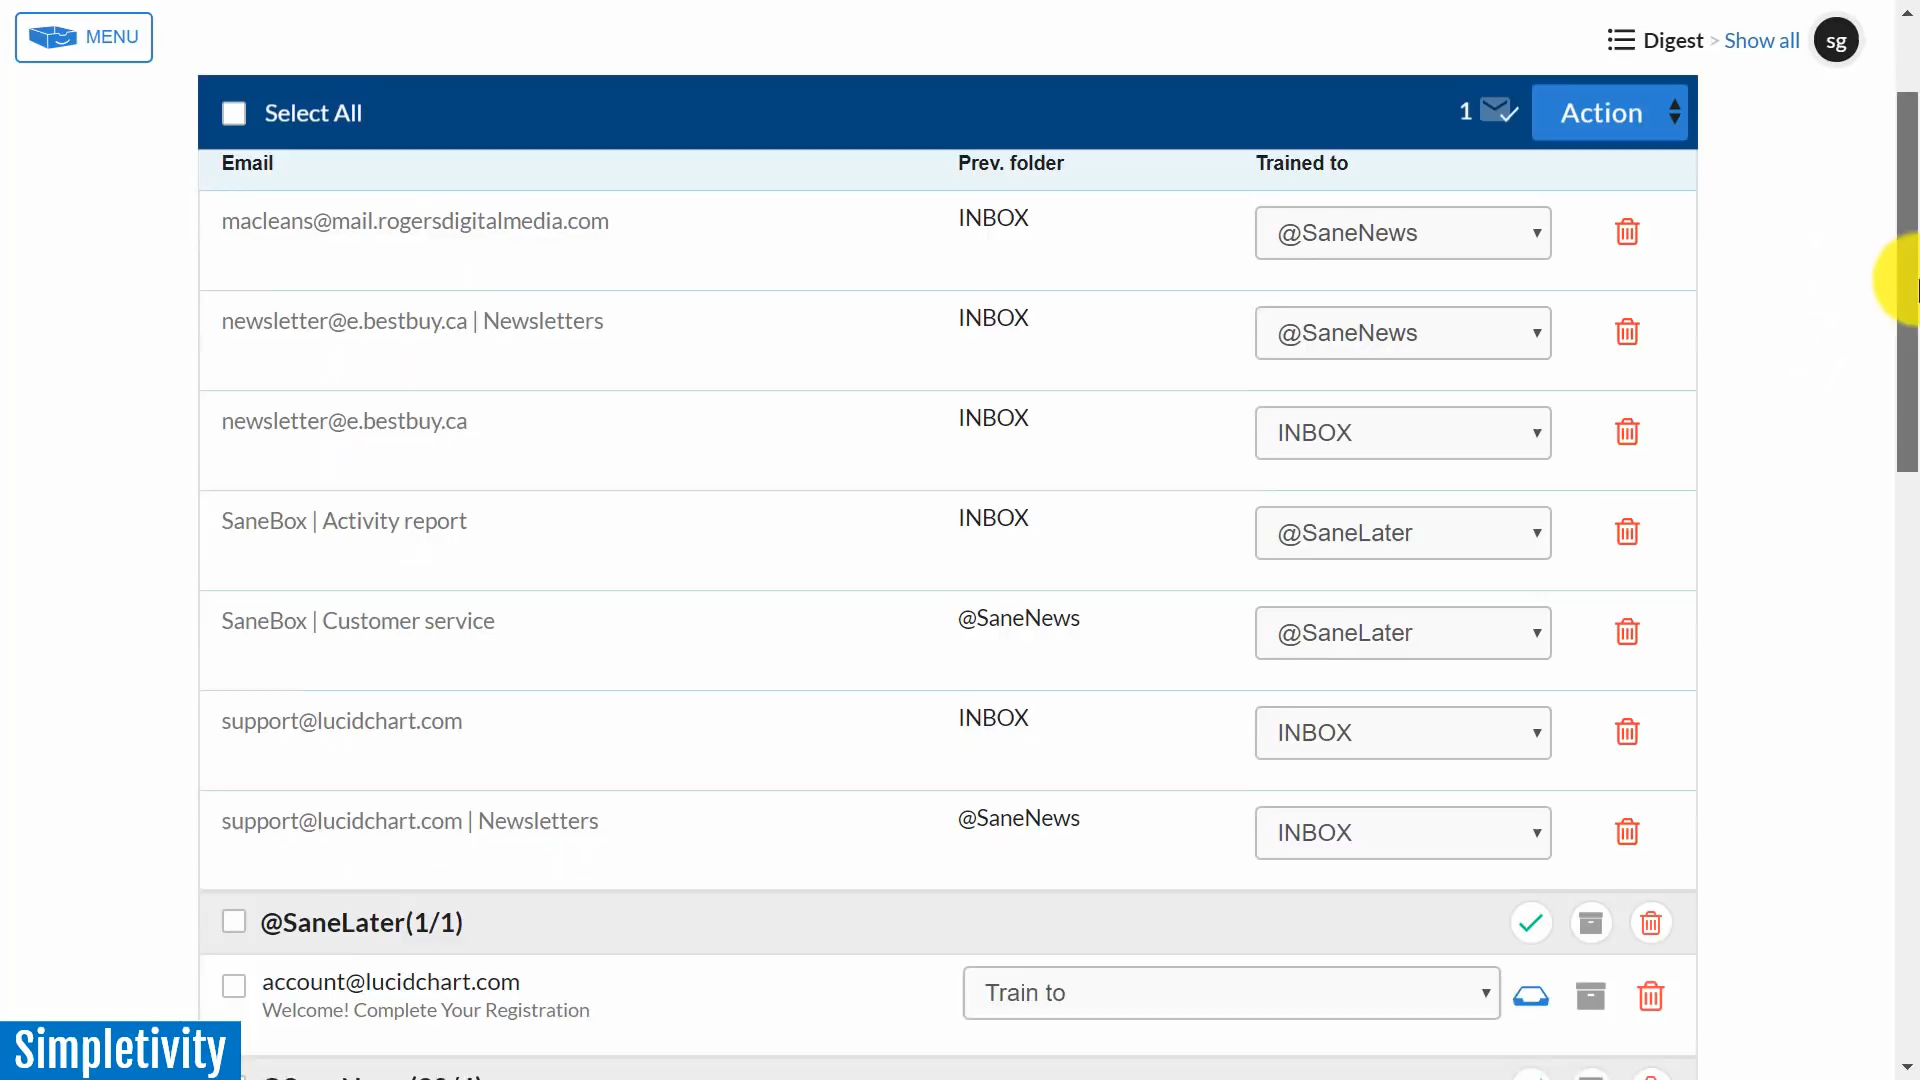 MENU
Digest > Show all sg
Select All 1 Action
Email Prev. folder Trained to
macleans@mail.rogersdigitalmedia.com INBOX @SaneNews
newsletter@e.bestbuy.ca | Newsletters INBOX @SaneNews
newsletter@e.bestbuy.ca INBOX INBOX
SaneBox | Activity report INBOX @SaneLater
SaneBox | Customer service @SaneNews @SaneLater
support@lucidchart.com INBOX INBOX
support@lucidchart.com | Newsletters @SaneNews INBOX
@SaneLater(1/1)
account@lucidchart.com Train to
Welcome! Complete Your Registration
Simpletivity